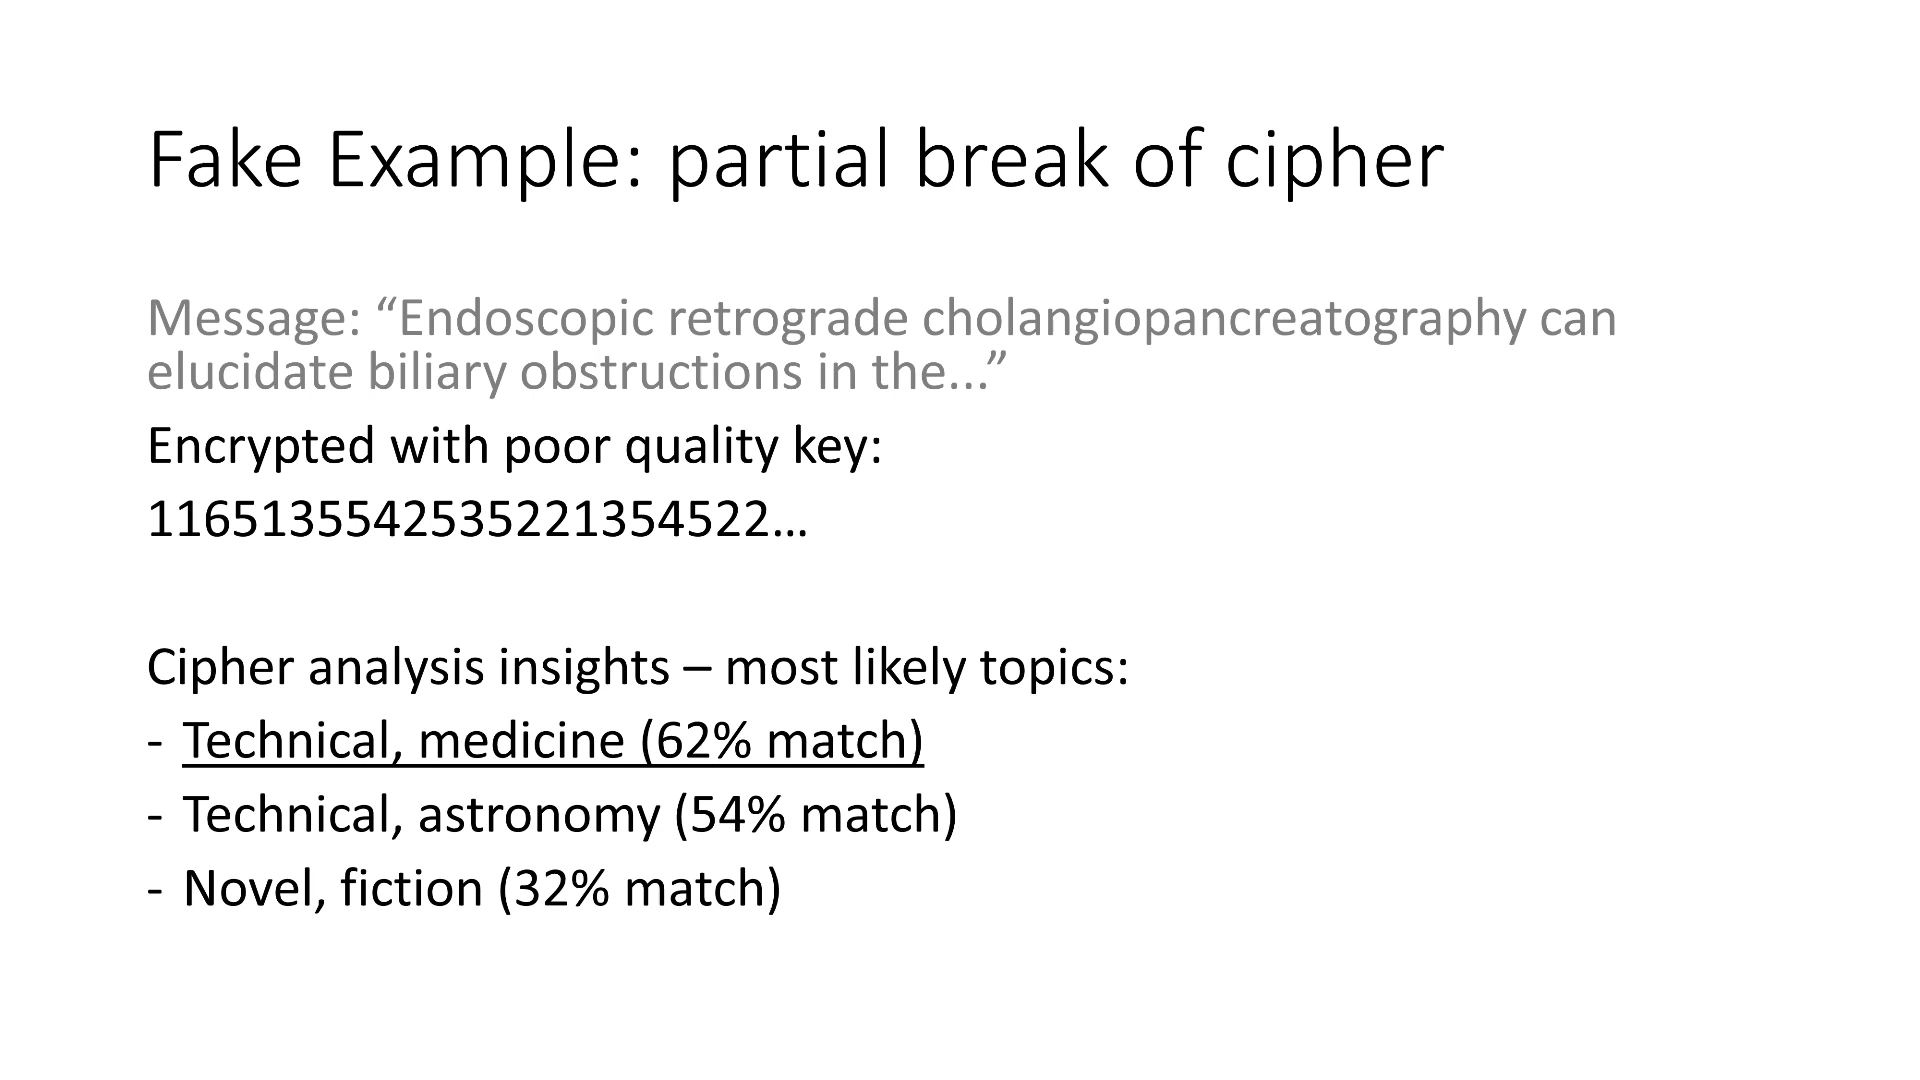 Fake Example: partial break of cipher
Message: “Endoscopic retrograde cholangiopancreatography can
elucidate biliary obstructions in the...”
Encrypted with poor quality key:
1165135542535221354522…
Cipher analysis insights – most likely topics:
- Technical, medicine (62% match)
- Technical, astronomy (54% match)
- Novel, fiction (32% match)